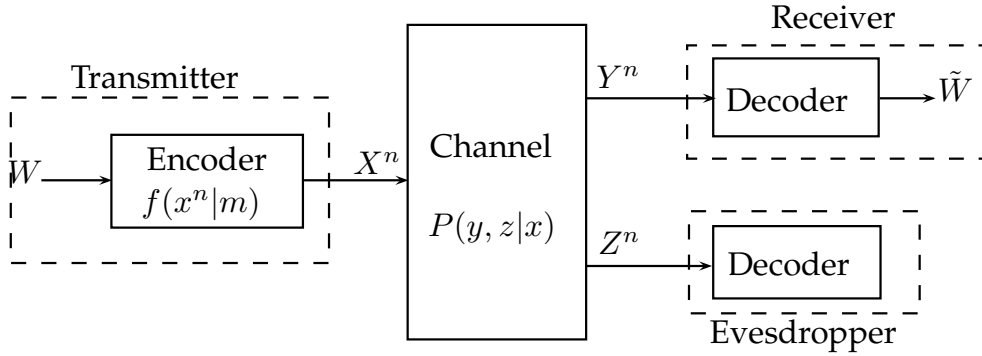 Transmitter
W
Encoder
f(x^n|m)
X^n
Channel
P(y, z|x)
Y^n
Z^n
Receiver
Decoder
W̃
Decoder
Evesdropper